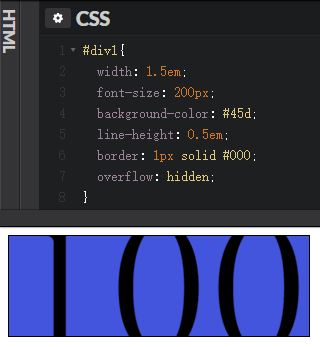 HTML
CSS
1 #div1{
2 width: 1.5em;
3 font-size: 200px;
4 background-color: #45d;
5 line-height: 0.5em;
6 border: 1px solid #000;
7 overflow: hidden;
8 }
100